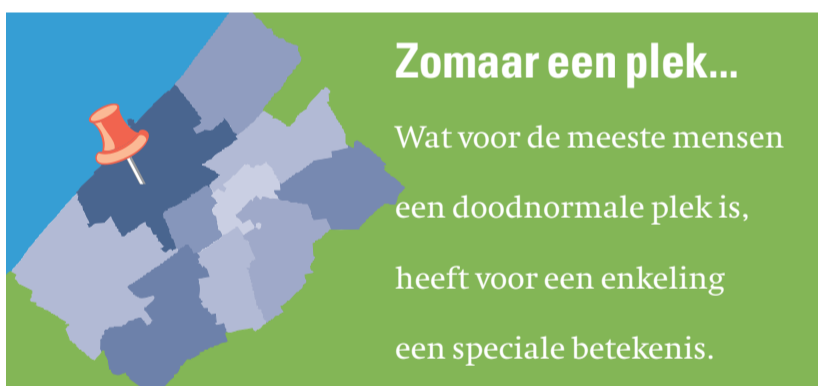 Zomaar een plek...
Wat voor de meeste mensen
een doodnormale plek is,
heeft voor een enkeling
een speciale betekenis.